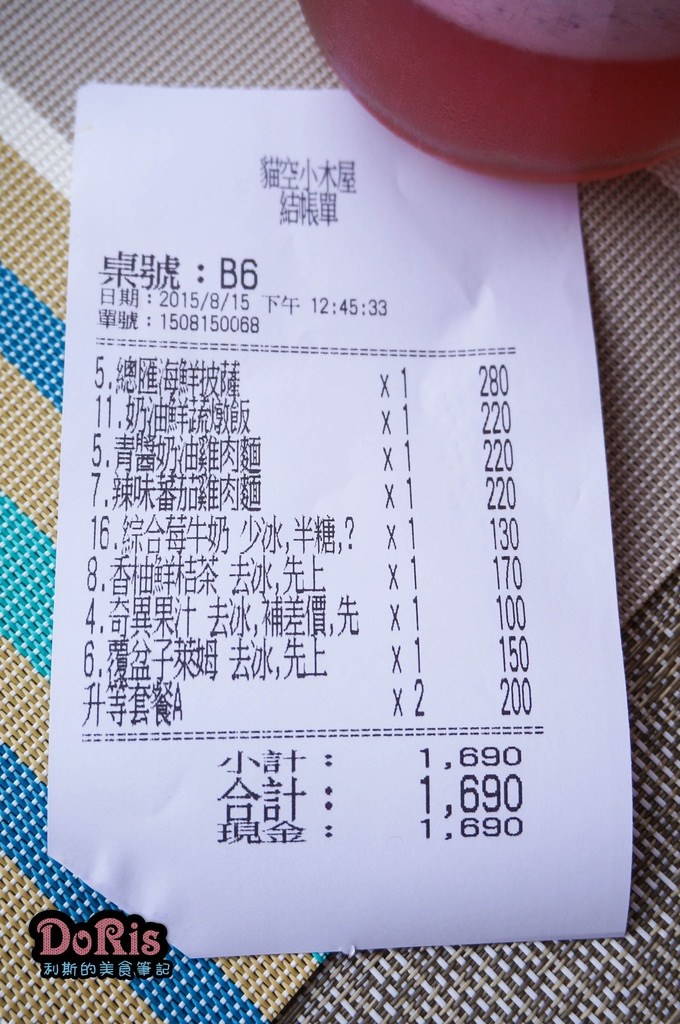 貓空小木屋
結帳單
桌號：B6
日期：2015/8/15 下午 12:45:33
單號：1508150068
5.總匯海鮮披薩 x 1 280
11.奶油鮮蔬燉飯 x 1 220
5.青醬奶油雞肉麵 x 1 220
7.辣味蕃茄雞肉麵 x 1 220
16.綜合莓牛奶 少冰,半糖,? x 1 130
8.香柚鮮桔茶 去冰,先上 x 1 170
4.奇異果汁 去冰,補差價,先 x 1 100
6.覆盆子萊姆 去冰,先上 x 1 150
升等套餐A x 2 200
小計： 1,690
合計： 1,690
現金： 1,690
DoRis
利斯的美食筆記